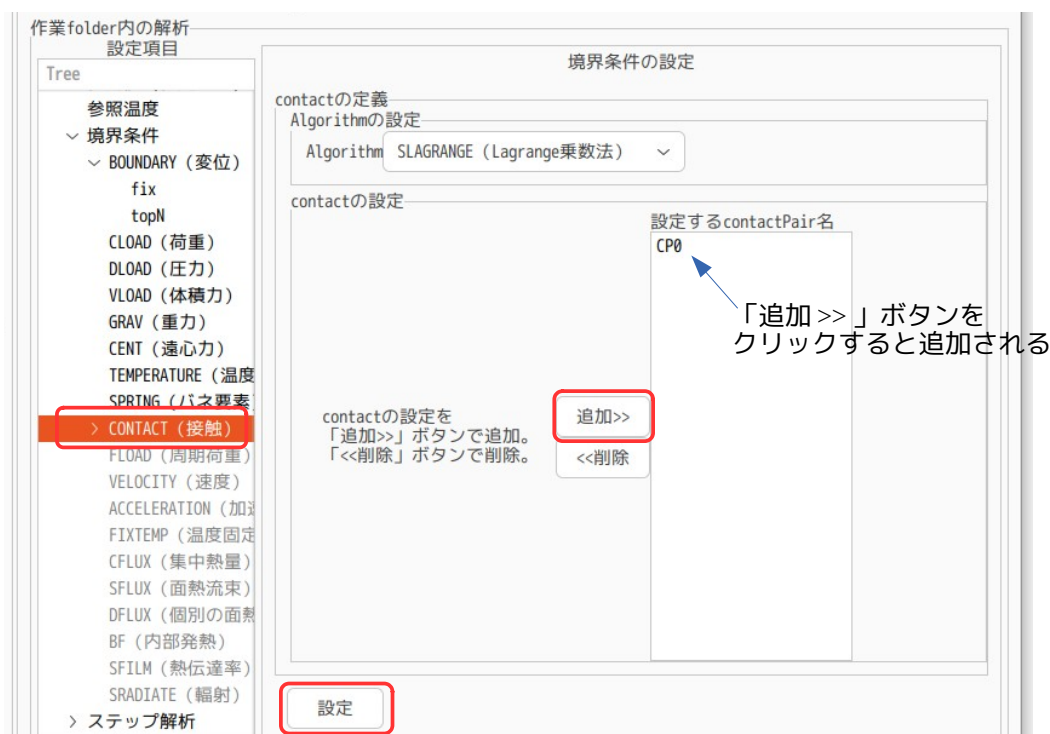 作業folder内の解析
設定項目
Tree
参照温度
境界条件
BOUNDARY (変位)
fix
topN
CLOAD (荷重)
DLOAD (圧力)
VLOAD (体積力)
GRAV (重力)
CENT (遠心力)
TEMPERATURE (温度
SPRING (バネ要素)
CONTACT (接触)
FLOAD (周期荷重)
VELOCITY (速度)
ACCELERATION (加速
FIXTEMP (温度固定
CFLUX (集中熱量)
SFLUX (面熱流束)
DFLUX (個別の面熱
BF (内部発熱)
SFILM (熱伝達率)
SRADIATE (輻射)
ステップ解析
境界条件の設定
contactの定義
Algorithmの設定
Algorithm SLAGRANGE (Lagrange乗数法)
contactの設定
設定するcontactPair名
CP0
「追加 >> 」ボタンを
クリックすると追加される
contactの設定を
「追加>>」ボタンで追加。
「<<削除」ボタンで削除。
追加>>
<<削除
設定